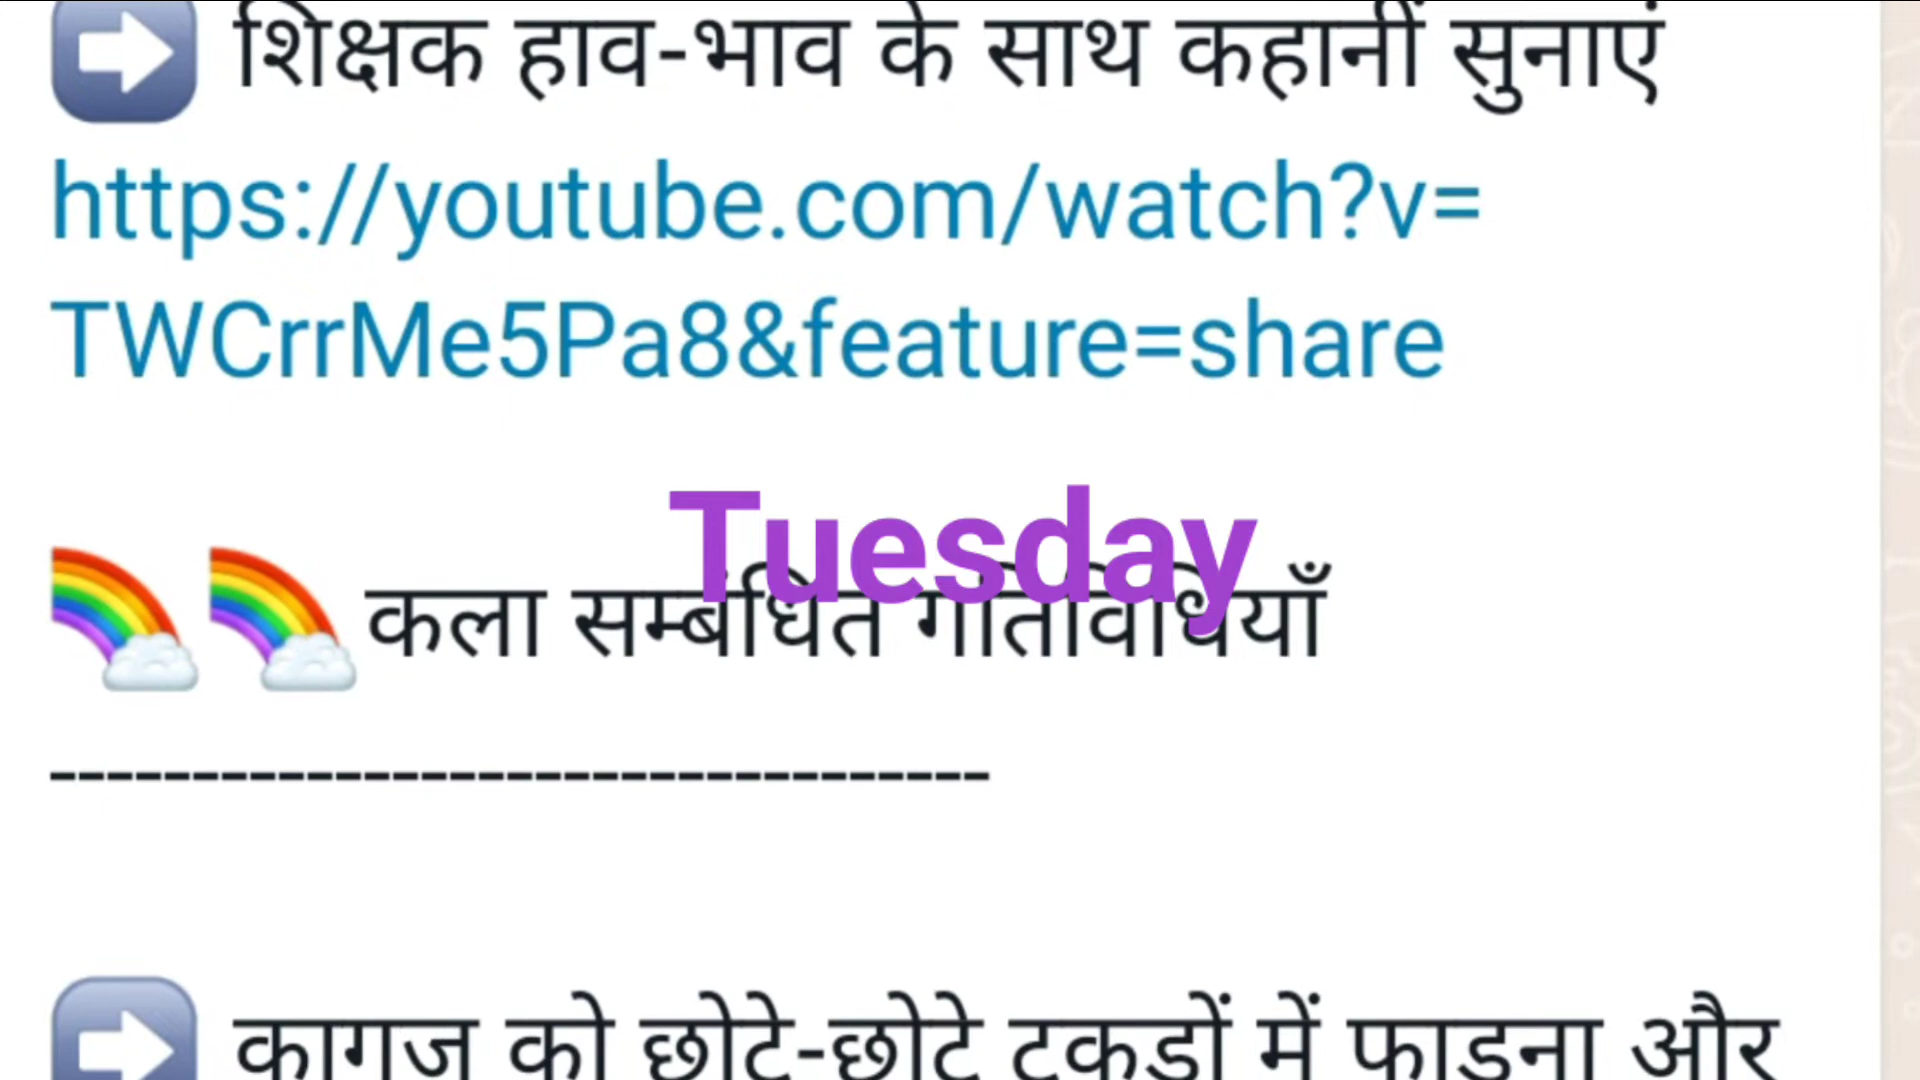 शिक्षक हाव-भाव के साथ कहानी सुनाएं
https://youtube.com/watch?v=
TWCrrMe5Pa8&feature=share
Tuesday
कला सम्बंधित गतिविधियाँ
----------------------------------
कागज को छोटे-छोटे टुकड़ों में फाड़ना और